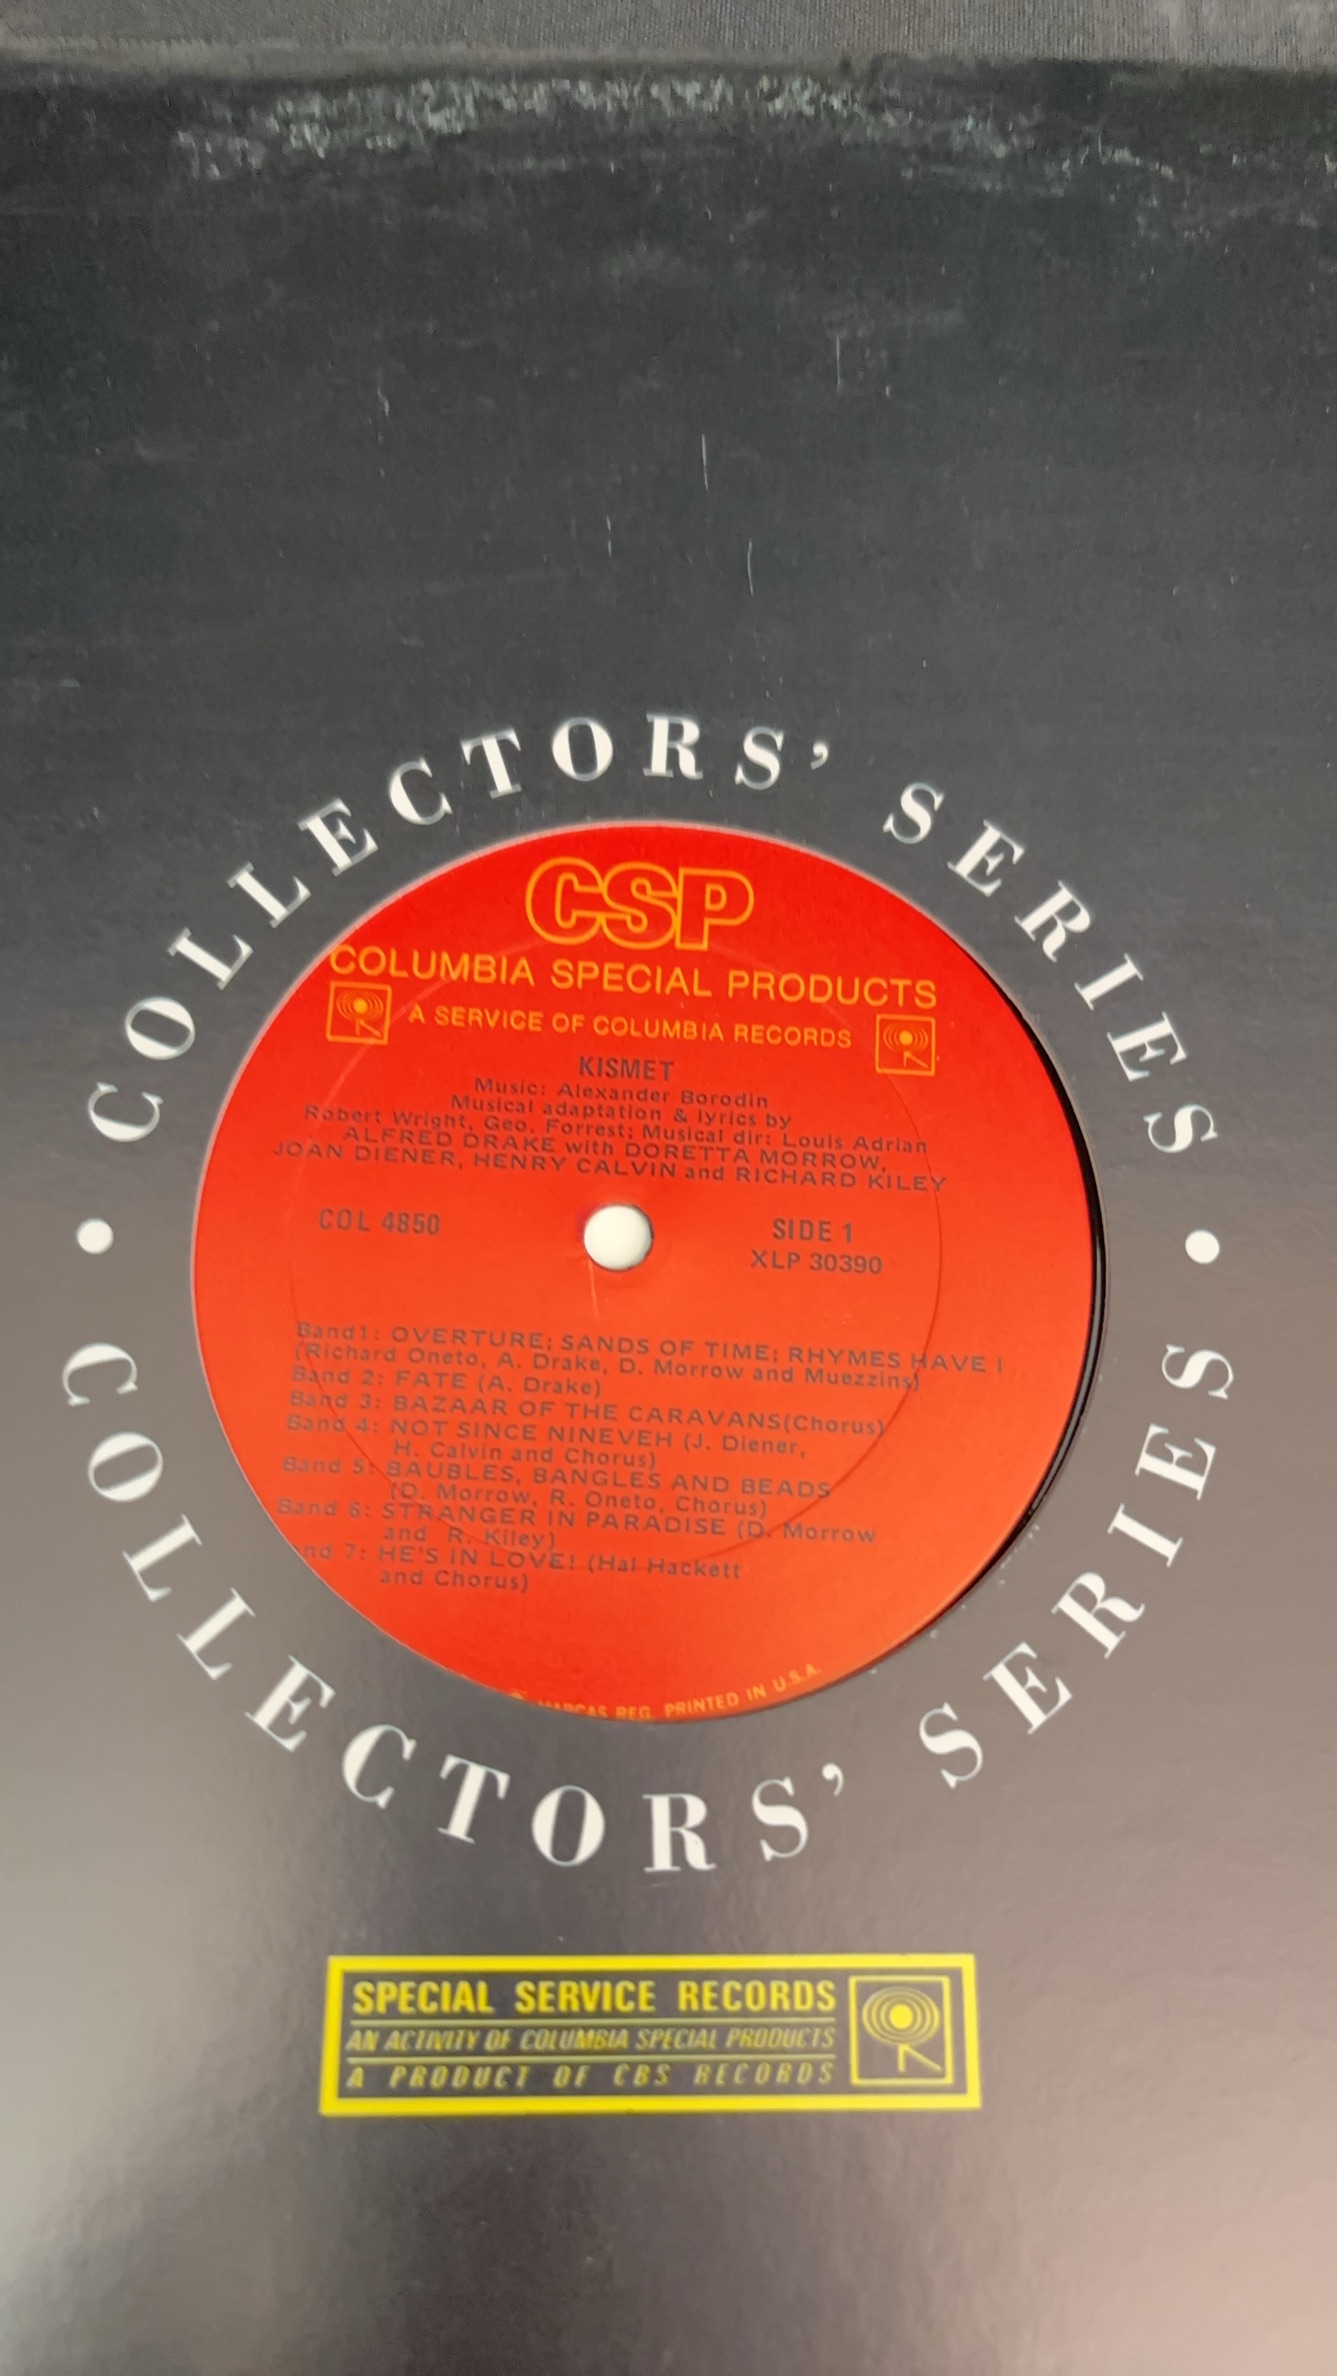 COLLECTORS' SERIES
CSP
COLUMBIA SPECIAL PRODUCTS
A SERVICE OF COLUMBIA RECORDS
KISMET
Music: Alexander Borodin
Musical adaptation & lyrics by
Robert Wright, Geo. Forrest; Musical dir: Louis Adrian
ALFRED DRAKE with DORETTA MORROW,
JOAN DIENER, HENRY CALVIN and RICHARD KILEY
COL 4850
SIDE 1
XLP 30390
Band1: OVERTURE; SANDS OF TIME; RHYMES HAVE I
(Richard Oneto, A. Drake, D. Morrow and Muezzins)
Band 2: FATE (A. Drake)
Band 3: BAZAAR OF THE CARAVANS(Chorus)
Band 4: NOT SINCE NINEVEH (J. Diener,
H. Calvin and Chorus)
Band 5: BAUBLES, BANGLES AND BEADS
(D. Morrow, R. Oneto, Chorus)
Band 6: STRANGER IN PARADISE (D. Morrow
and R. Kiley)
nd 7: HE'S IN LOVE! (Hal Hackett
and Chorus)
REG. PRINTED IN U.S.A.
COLLECTORS' SERIES
SPECIAL SERVICE RECORDS
AN ACTIVITY OF COLUMBIA SPECIAL PRODUCTS
A PRODUCT OF CBS RECORDS